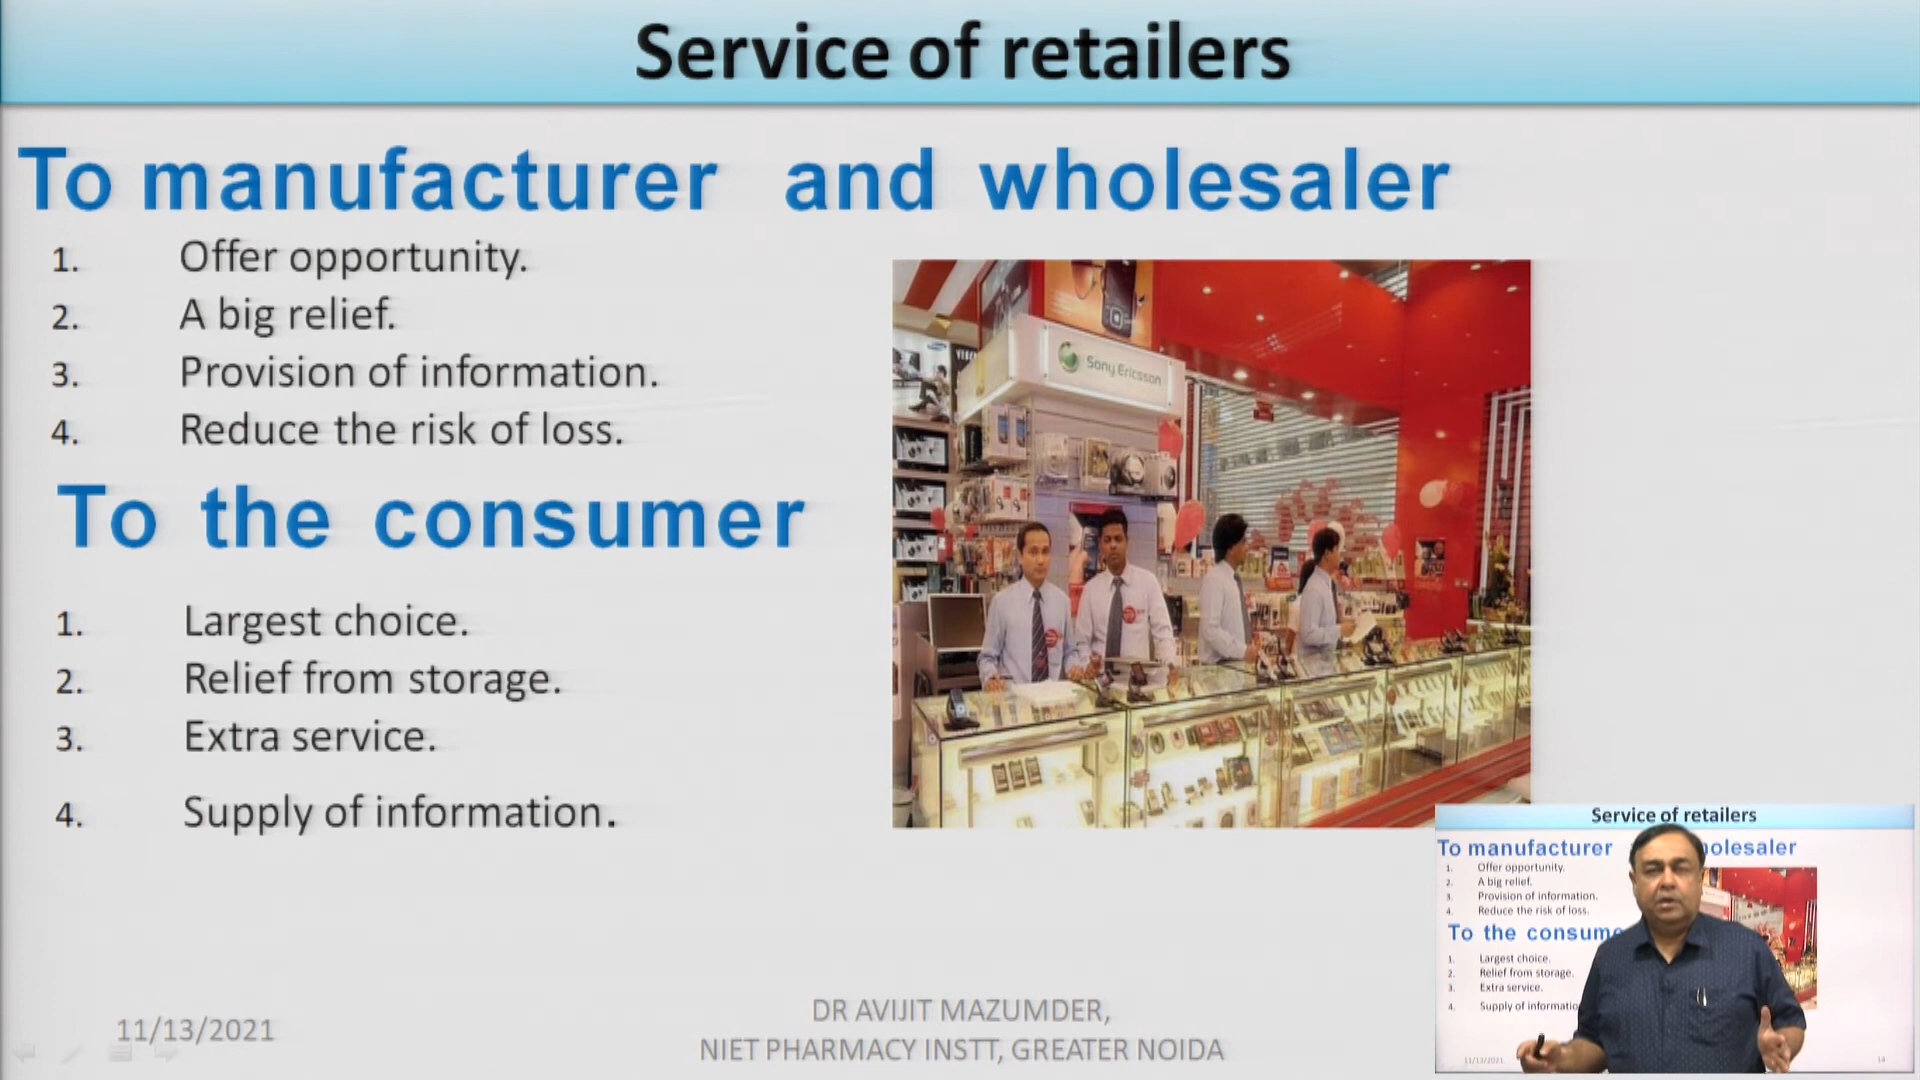 Service of retailers
To manufacturer and wholesaler
1. Offer opportunity.
2. A big relief.
3. Provision of information.
4. Reduce the risk of loss.
To the consumer
1. Largest choice.
2. Relief from storage.
3. Extra service.
4. Supply of information.
Sony Ericsson
11/13/2021
DR AVIJIT MAZUMDER,
NIET PHARMACY INSTT, GREATER NOIDA
Service of retailers
To manufacturer
1. Offer opportunity.
2. A big relief.
3. Provision of information.
4. Reduce the risk of loss.
To the
1. Largest choice.
2. Relief from storage.
3. Extra service.
4. Supply of
11/13/2021
14